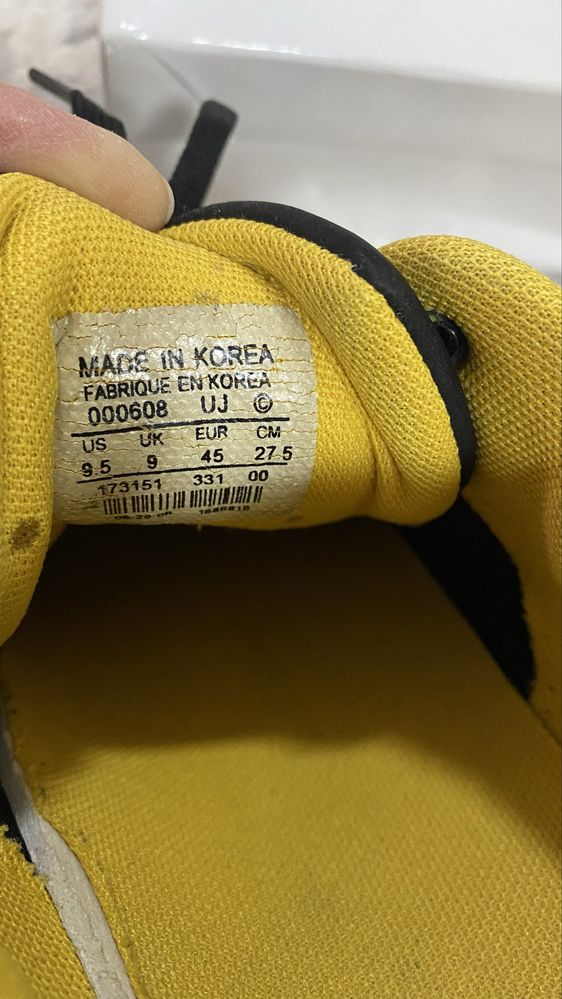 MADE IN KOREA
FABRIQUE EN KOREA
000608 UJ ©
US UK EUR CM
9.5 9 45 27.5
173151 331 00